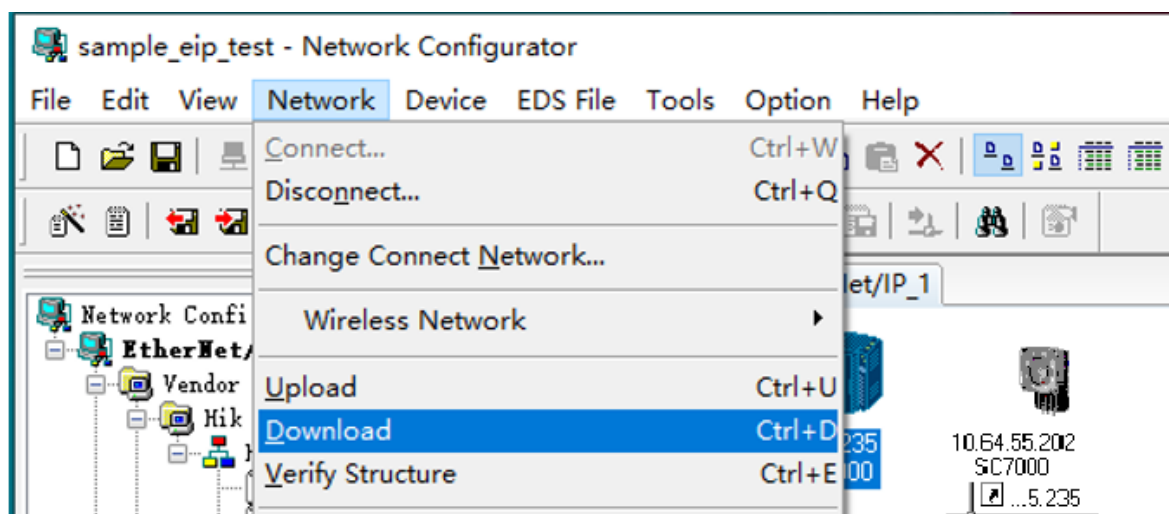 sample_eip_test - Network Configurator
File Edit View Network Device EDS File Tools Option Help
Connect... Ctrl+W
Disconnect... Ctrl+Q
Change Connect Network...
Wireless Network
Upload Ctrl+U
Download Ctrl+D
Verify Structure Ctrl+E
Network Confi
EtherNet/
Vendor
Hik
et/IP_1
235
00
10.64.55.202
SC7000
...5.235